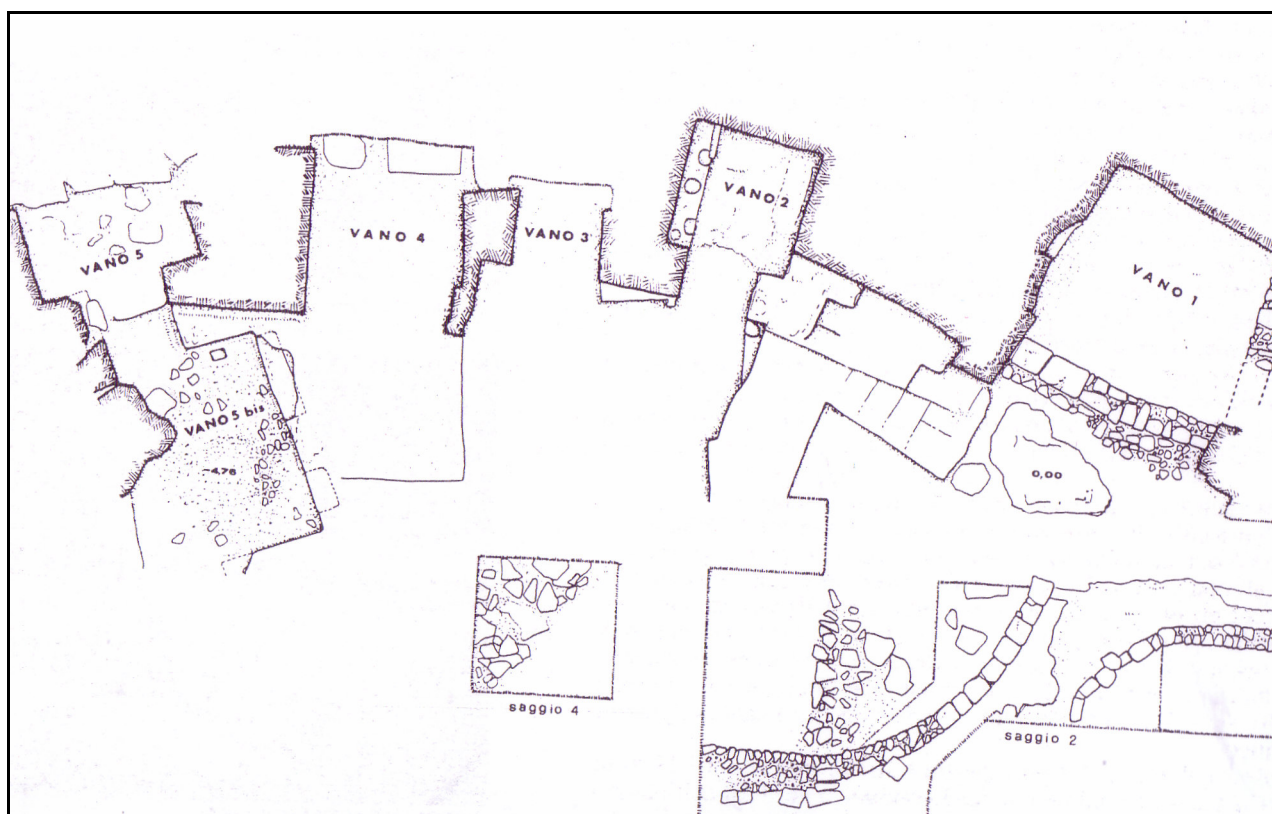 VANO 5
VANO 4
VANO 3
VANO 2
VANO 1
VANO 5 bis
-4.76
0,00
saggio 4
saggio 2